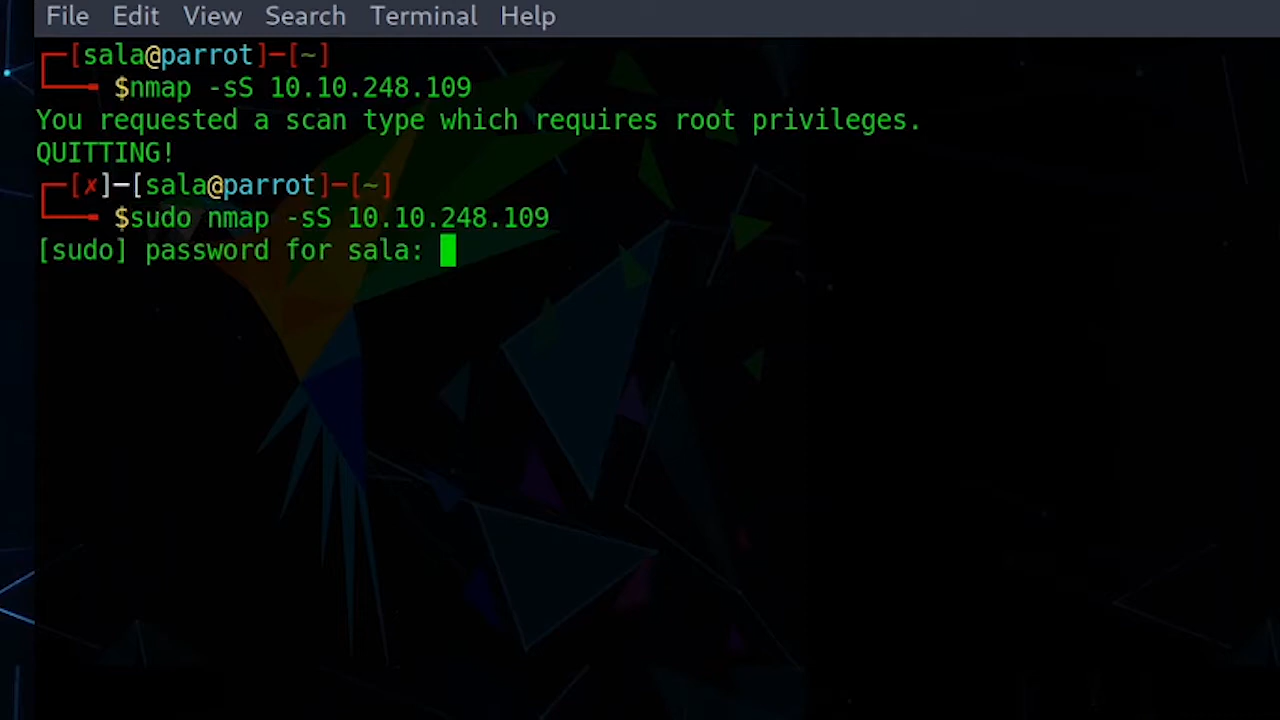 File Edit View Search Terminal Help
┌─[sala@parrot]─[~]
└──╼ $nmap -sS 10.10.248.109
You requested a scan type which requires root privileges.
QUITTING!
┌─[✗]─[sala@parrot]─[~]
└──╼ $sudo nmap -sS 10.10.248.109
[sudo] password for sala: